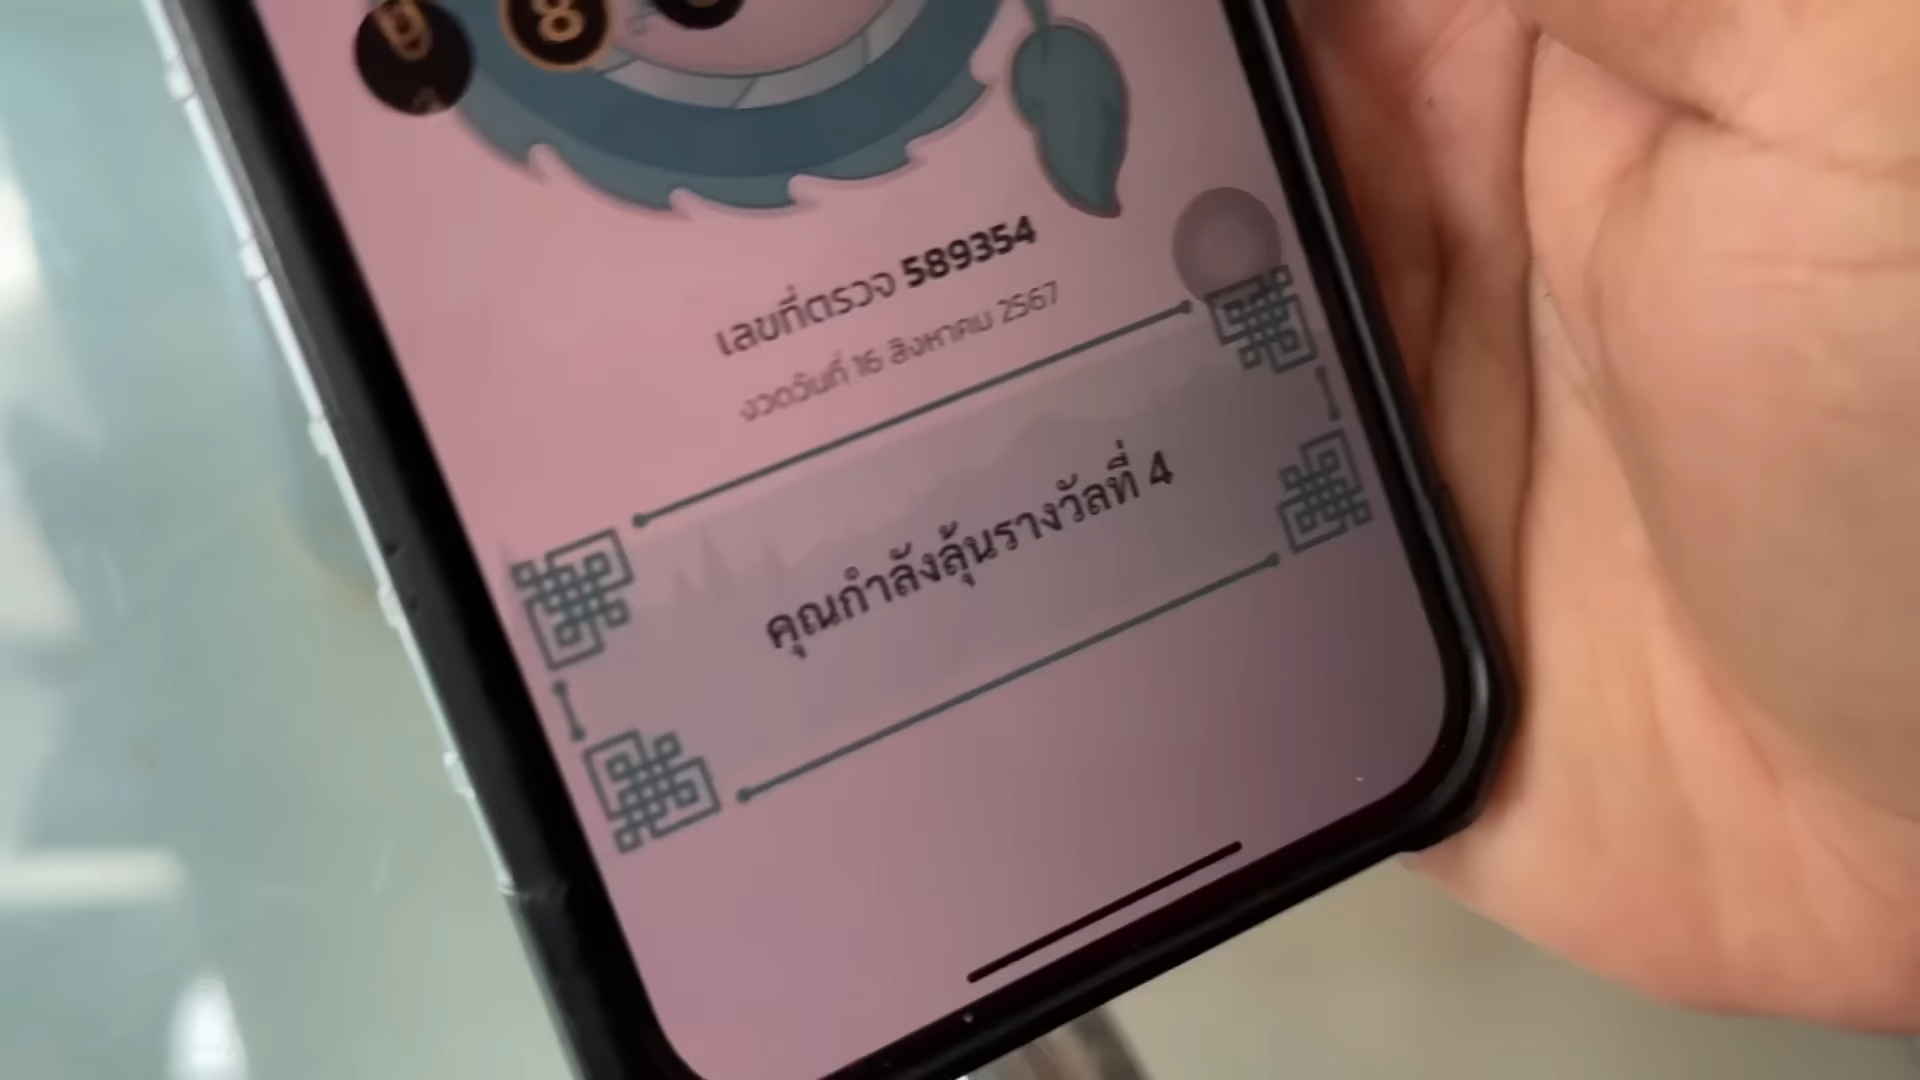 8
เลขที่ตรวจ 589354
งวดวันที่ 16 สิงหาคม 2567
คุณกำลังลุ้นรางวัลที่ 4